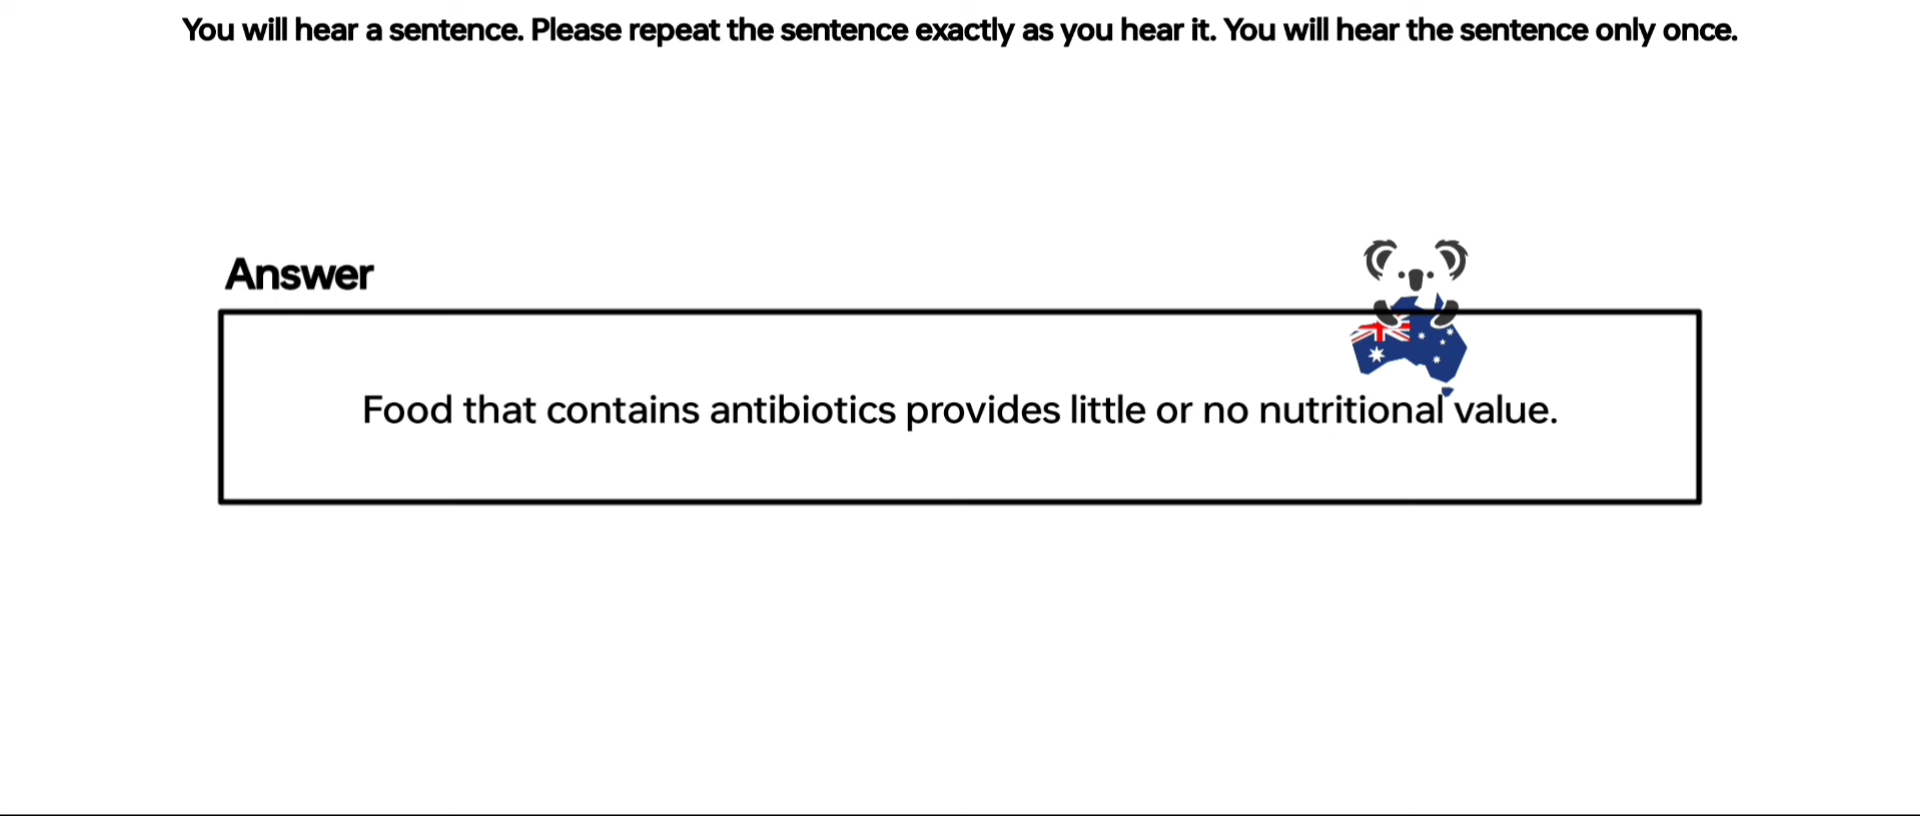 You will hear a sentence. Please repeat the sentence exactly as you hear it. You will hear the sentence only once.
Answer
Food that contains antibiotics provides little or no nutritional value.